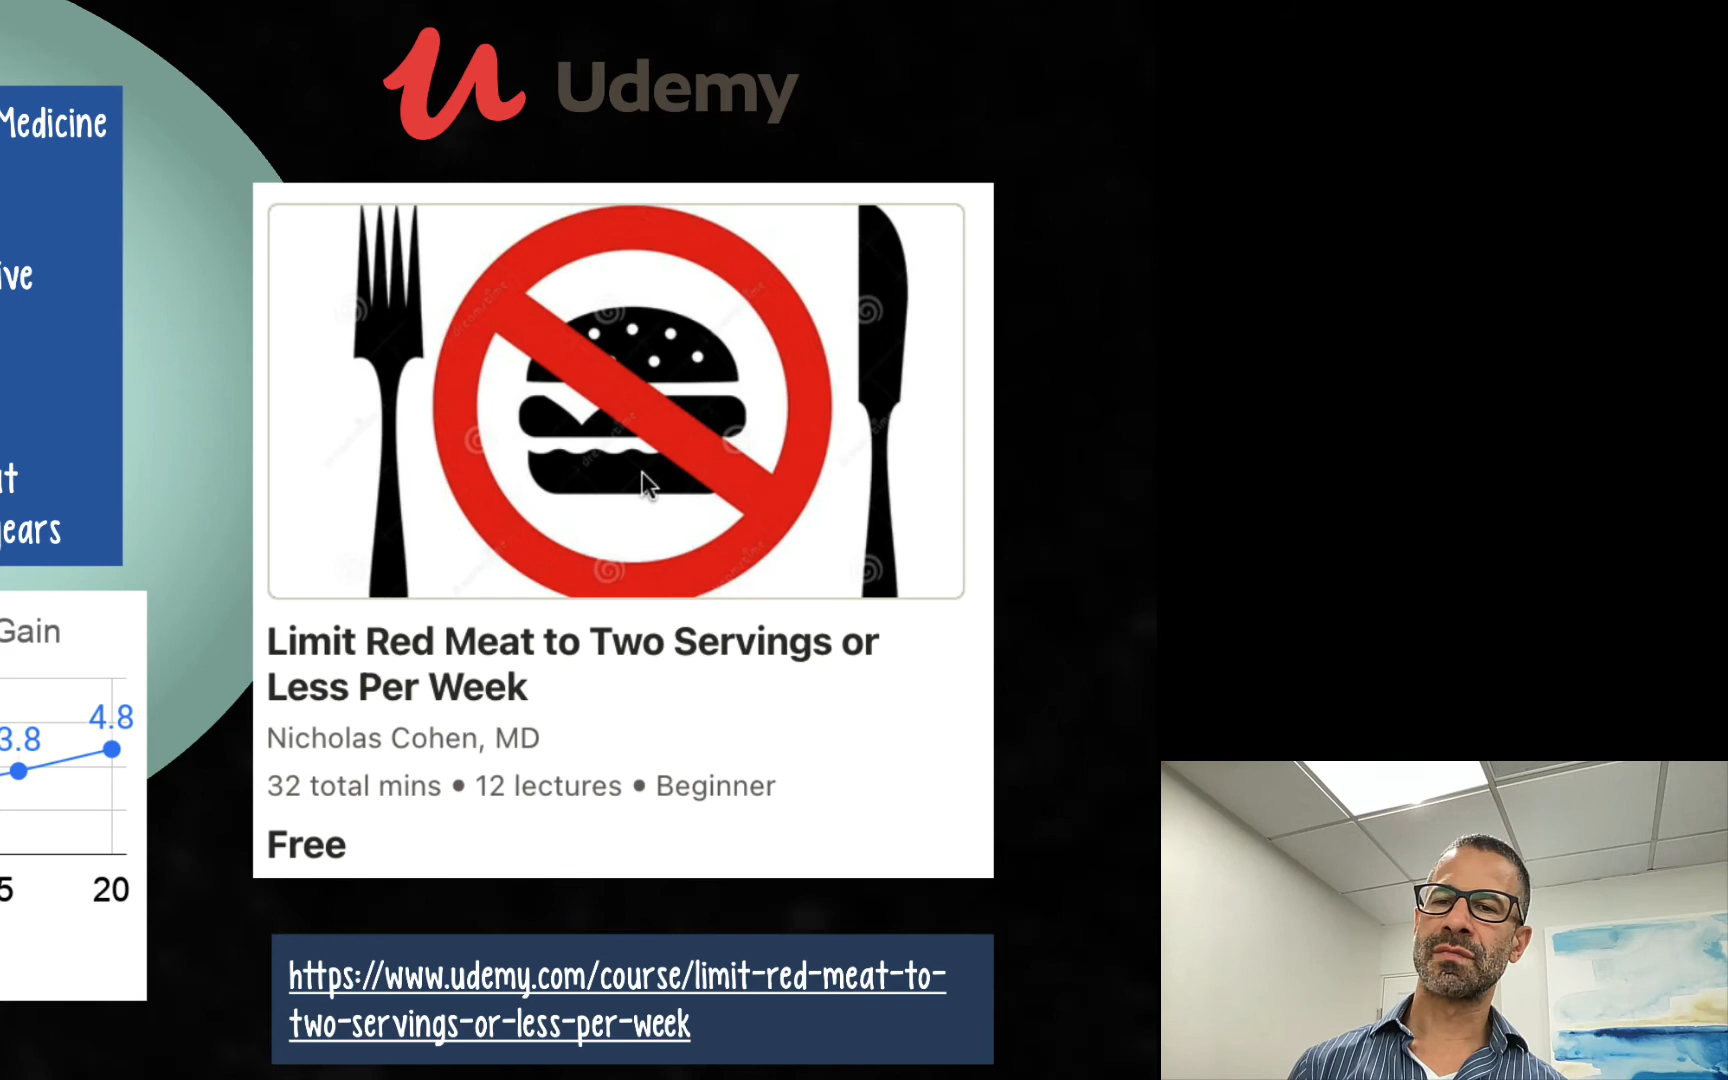 Udemy
Medicine
ive
at
years
Gain
3.8
4.8
5
20
Limit Red Meat to Two Servings or
Less Per Week
Nicholas Cohen, MD
32 total mins • 12 lectures • Beginner
Free
https://www.udemy.com/course/limit-red-meat-to-
two-servings-or-less-per-week